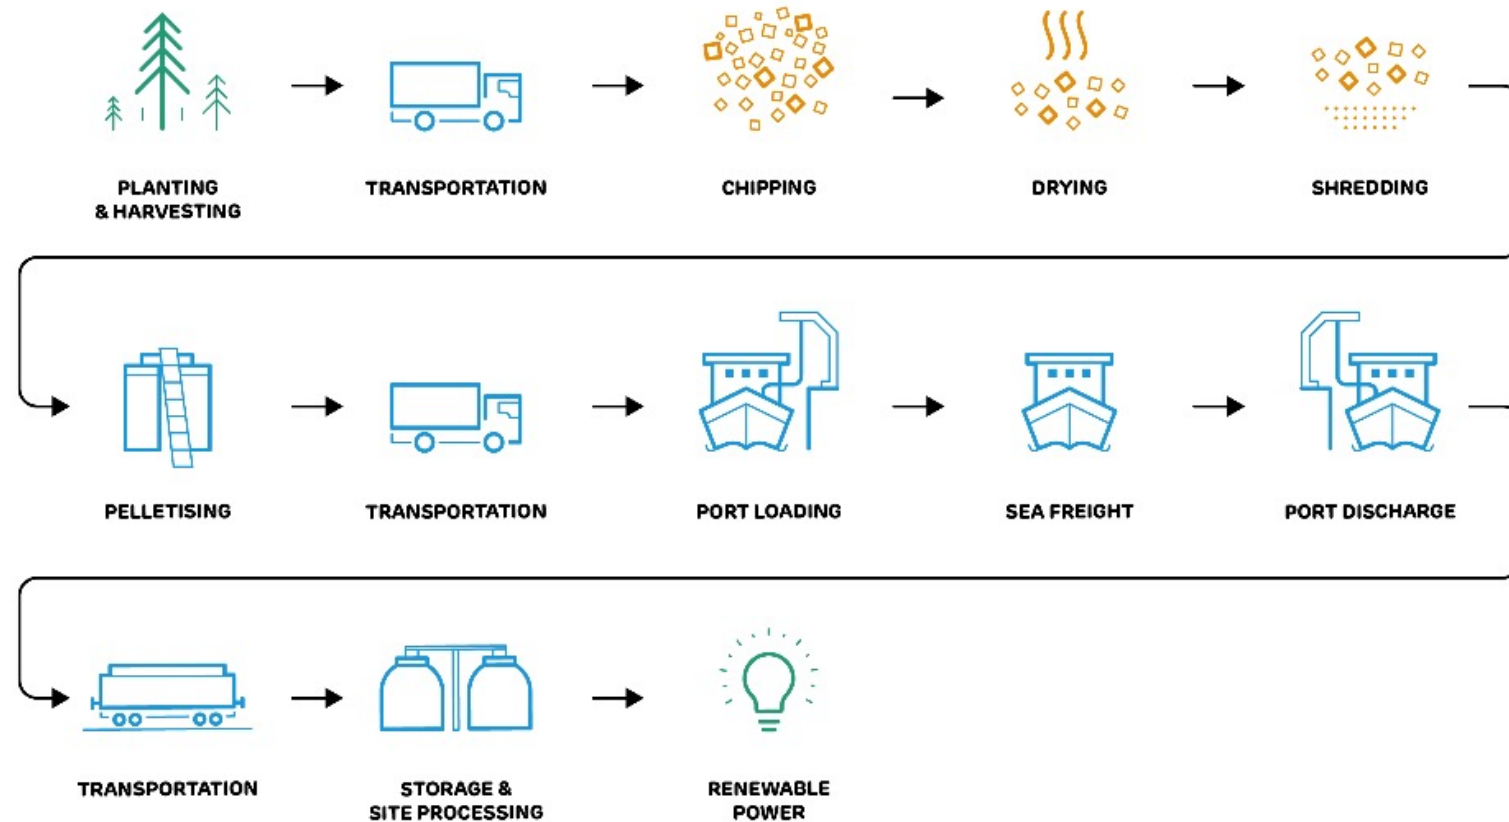 PLANTING
& HARVESTING
TRANSPORTATION
CHIPPING
DRYING
SHREDDING
PELLETISING
TRANSPORTATION
PORT LOADING
SEA FREIGHT
PORT DISCHARGE
TRANSPORTATION
STORAGE &
SITE PROCESSING
RENEWABLE
POWER